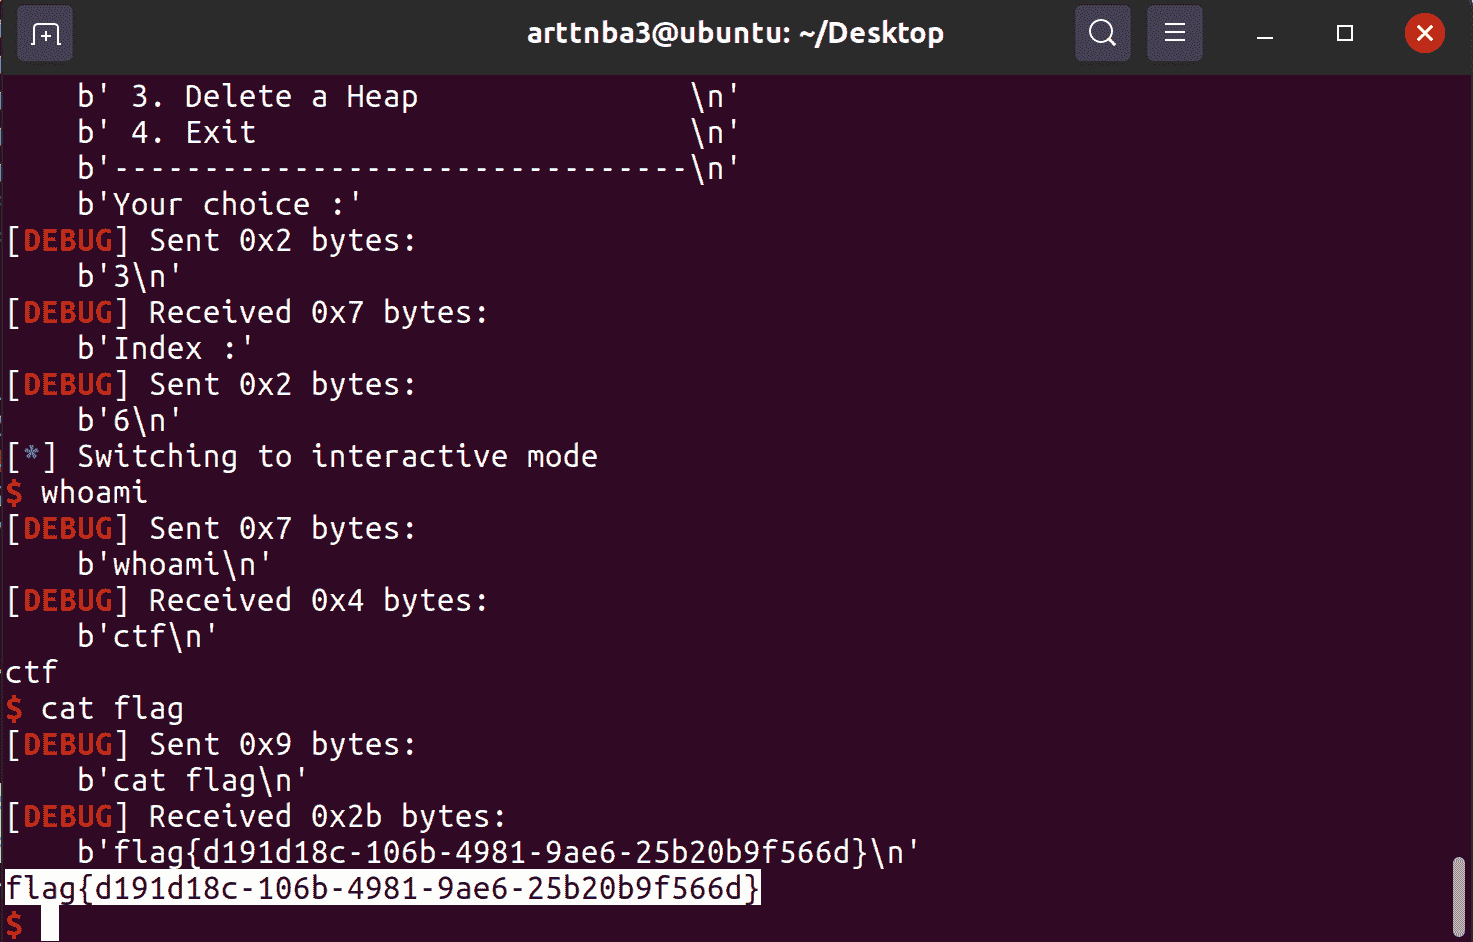 arttnba3@ubuntu: ~/Desktop
b' 3. Delete a Heap               \n'
b' 4. Exit                        \n'
b'--------------------------------\n'
b'Your choice :'
[DEBUG] Sent 0x2 bytes:
b'3\n'
[DEBUG] Received 0x7 bytes:
b'Index :'
[DEBUG] Sent 0x2 bytes:
b'6\n'
[*] Switching to interactive mode
$ whoami
[DEBUG] Sent 0x7 bytes:
b'whoami\n'
[DEBUG] Received 0x4 bytes:
b'ctf\n'
ctf
$ cat flag
[DEBUG] Sent 0x9 bytes:
b'cat flag\n'
[DEBUG] Received 0x2b bytes:
b'flag{d191d18c-106b-4981-9ae6-25b20b9f566d}\n'
flag{d191d18c-106b-4981-9ae6-25b20b9f566d}
$